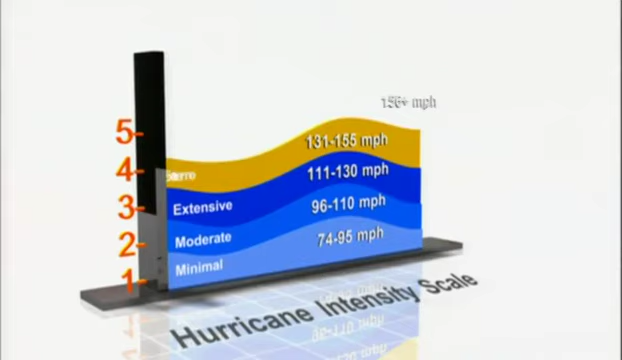 156+ mph
5
131-155 mph
4
111-130 mph
3
Extensive
96-110 mph
2
Moderate
74-95 mph
1
Minimal
Hurricane Intensity Scale